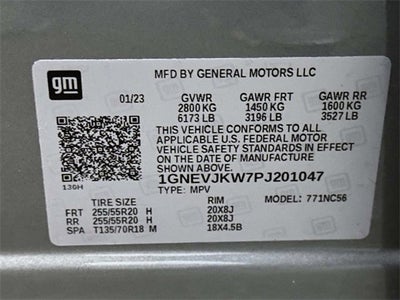 gm
MFD BY GENERAL MOTORS LLC
01/23 GVWR GAWR FRT GAWR RR
2800 KG 1450 KG 1600 KG
6173 LB 3196 LB 3527 LB
THIS VEHICLE CONFORMS TO ALL
APPLICABLE U.S. FEDERAL MOTOR
VEHICLE SAFETY STANDARDS IN EFFECT
ON THE DATE OF MANUFACTURE
SHOWN ABOVE.
1GNEVJKW7PJ201047
TYPE: MPV MODEL: 771NC56
TIRE SIZE RIM
FRT 255/55R20 H 20X8J
RR 255/55R20 H 20X8J
SPA T135/70R18 M 18X4.5B